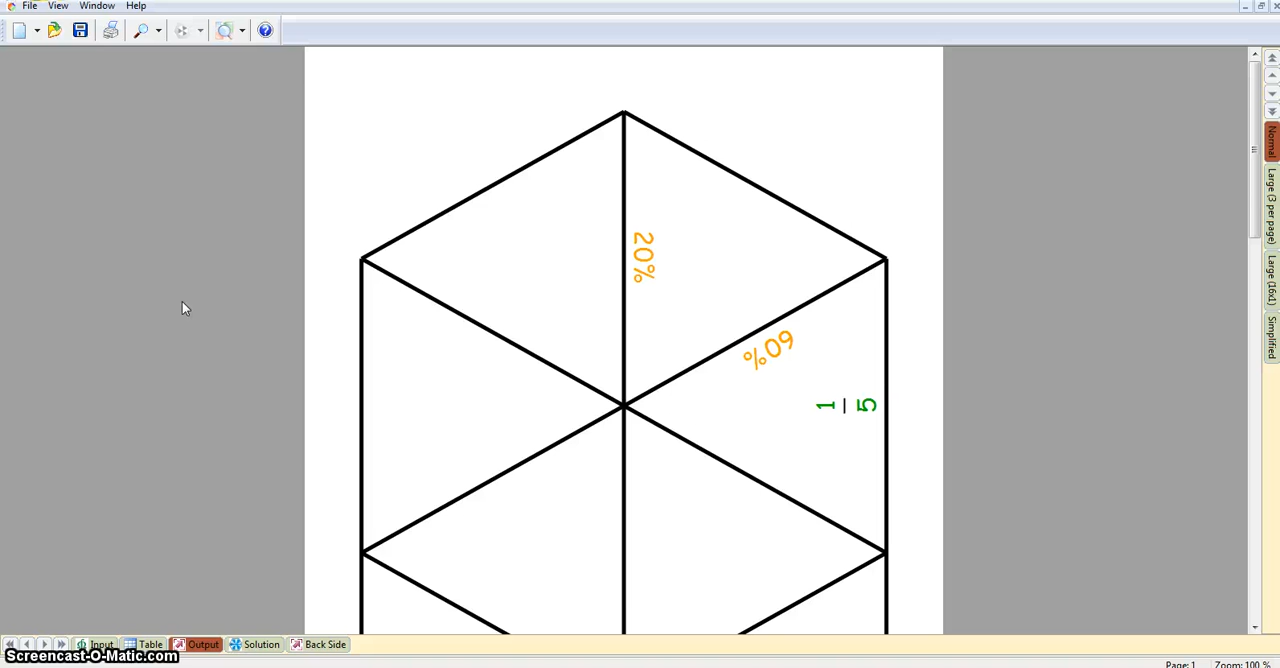 File View Window Help
20%
60%
1
5
Normal
Large (3 per page)
Large (16x1)
Simplified
Input Table Output Solution Back Side
Screencast-O-Matic.com
Page: 1 Zoom: 100 %